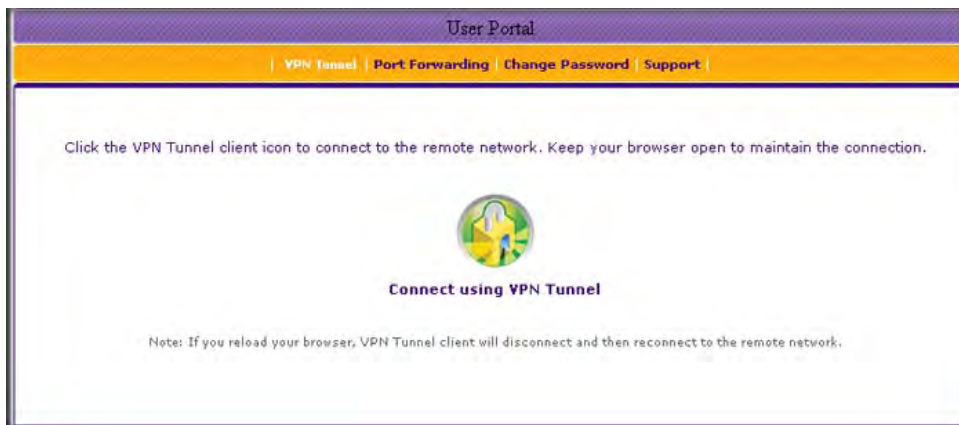 User Portal
| VPN Tunnel | Port Forwarding | Change Password | Support |
Click the VPN Tunnel client icon to connect to the remote network. Keep your browser open to maintain the connection.
Connect using VPN Tunnel
Note: If you reload your browser, VPN Tunnel client will disconnect and then reconnect to the remote network.